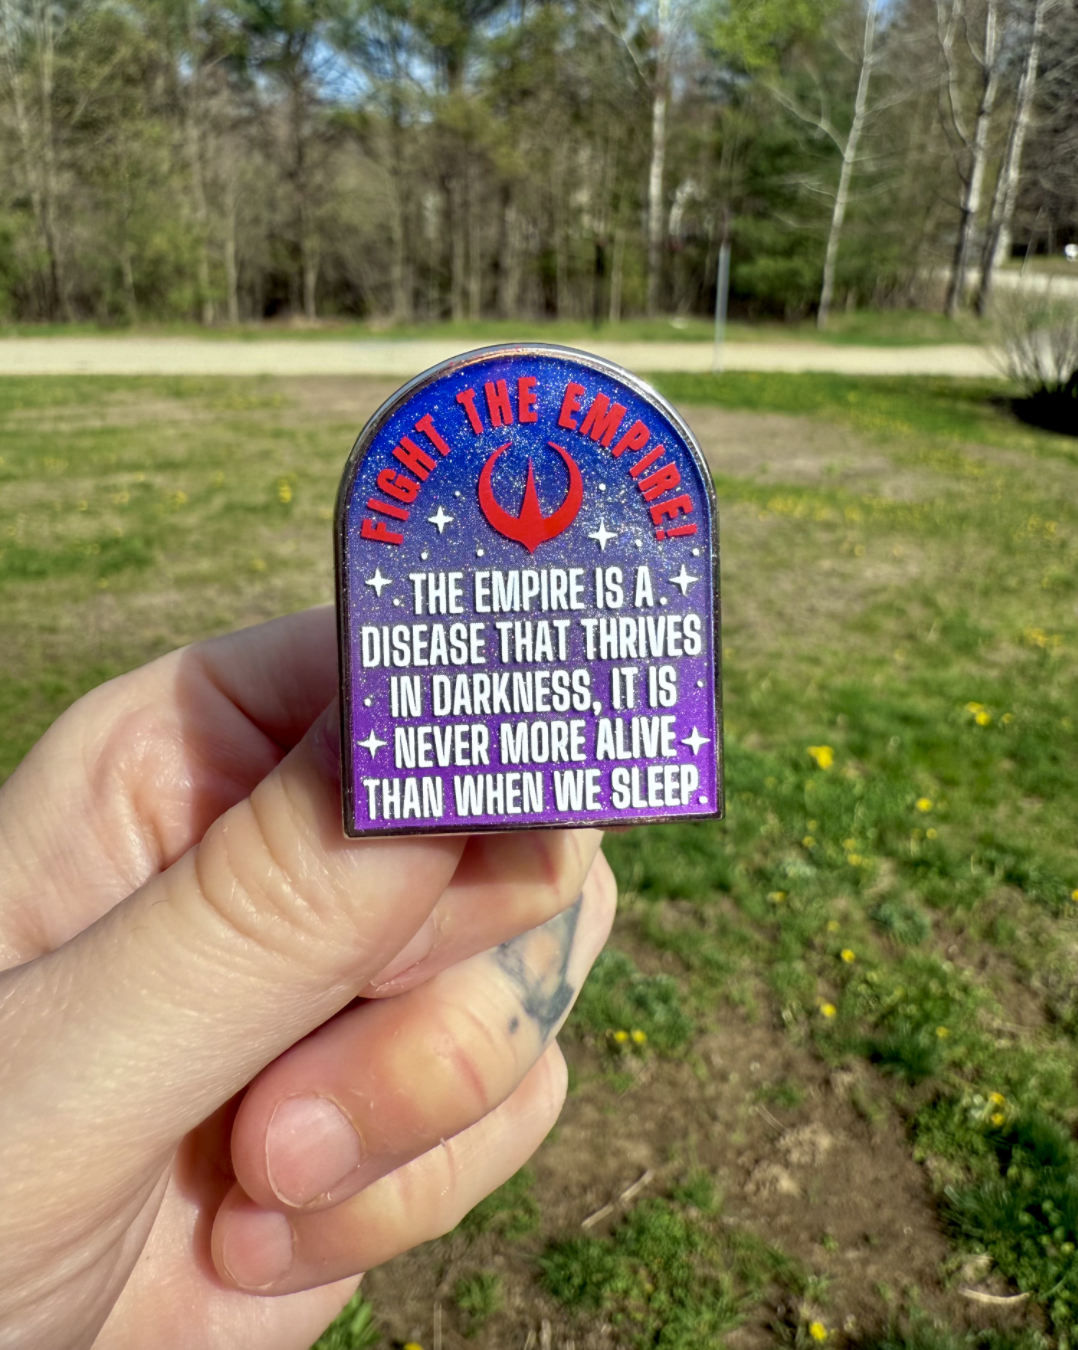 FIGHT THE EMPIRE!
THE EMPIRE IS A
DISEASE THAT THRIVES
IN DARKNESS, IT IS
NEVER MORE ALIVE
THAN WHEN WE SLEEP.